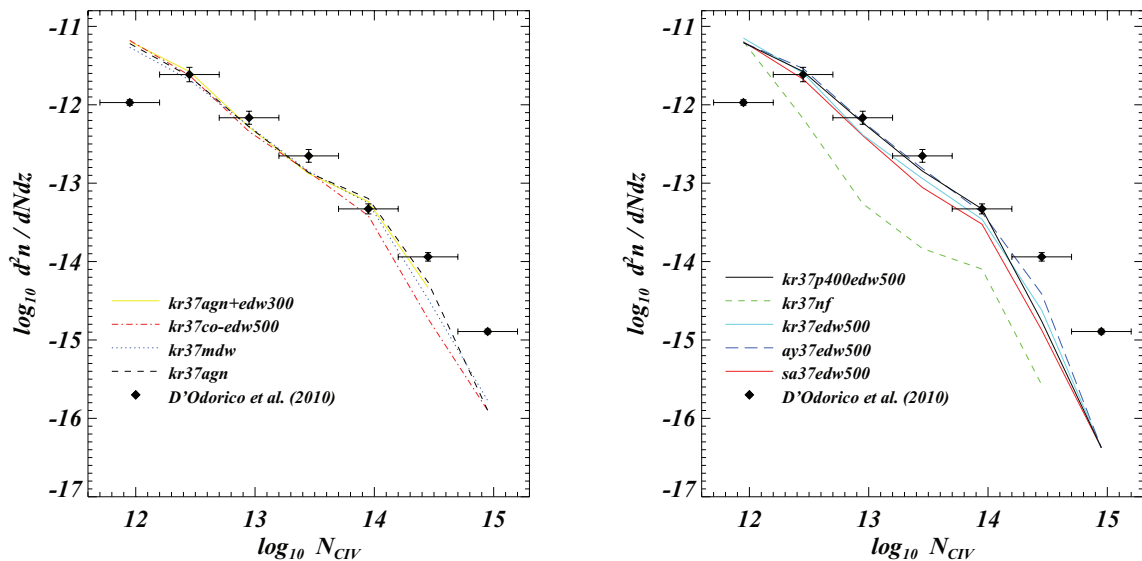 -11
-12
-13
-14
-15
-16
-17
log10 d2n / dNdz
kr37agn+edw300
kr37co-edw500
kr37mdw
kr37agn
D'Odorico et al. (2010)
12 13 14 15
log10 NCIV
-11
-12
-13
-14
-15
-16
-17
log10 d2n / dNdz
kr37p400edw500
kr37nf
kr37edw500
ay37edw500
sa37edw500
D'Odorico et al. (2010)
12 13 14 15
log10 NCIV